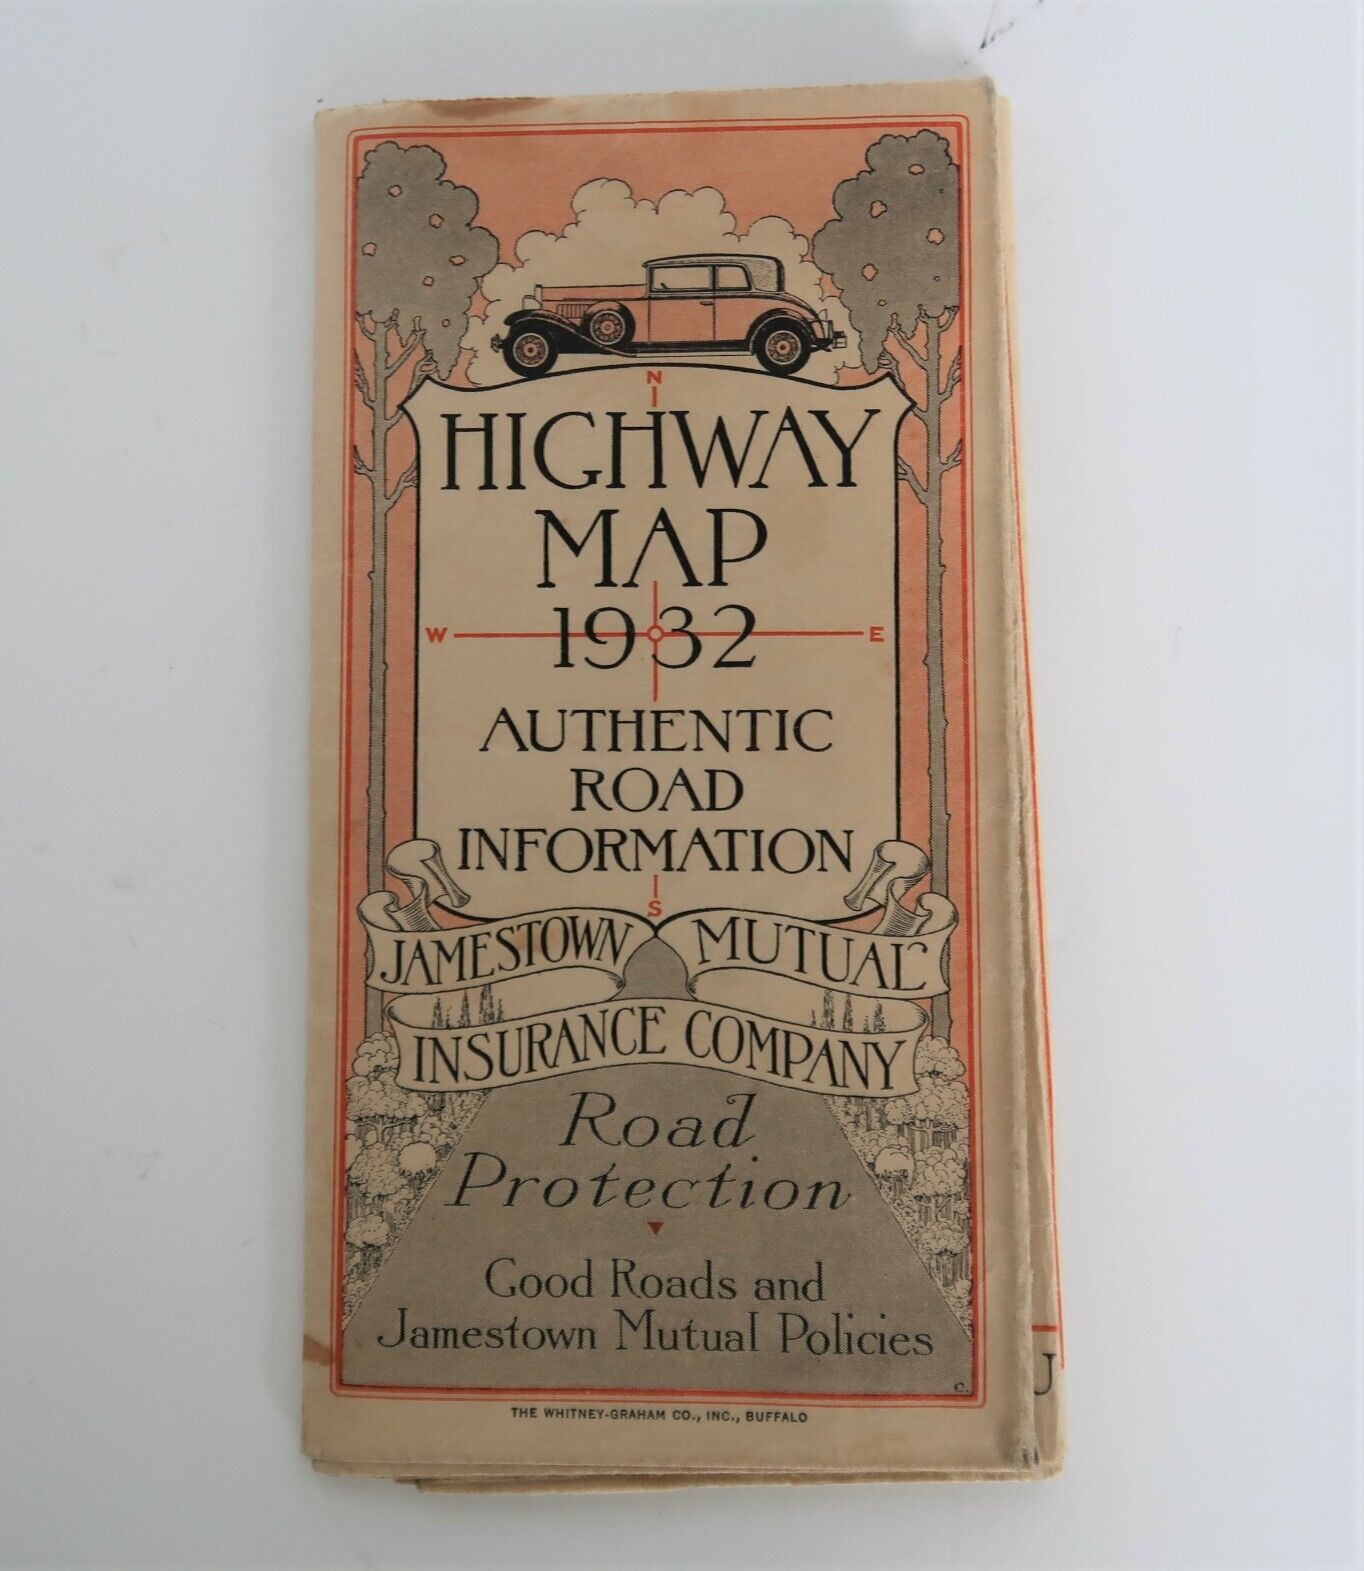 N
HIGHWAY
MAP
W 1932 E
AUTHENTIC
ROAD
INFORMATION
S
JAMESTOWN MUTUAL
INSURANCE COMPANY
Road
Protection
Good Roads and
Jamestown Mutual Policies
C.
THE WHITNEY-GRAHAM CO., INC., BUFFALO
J